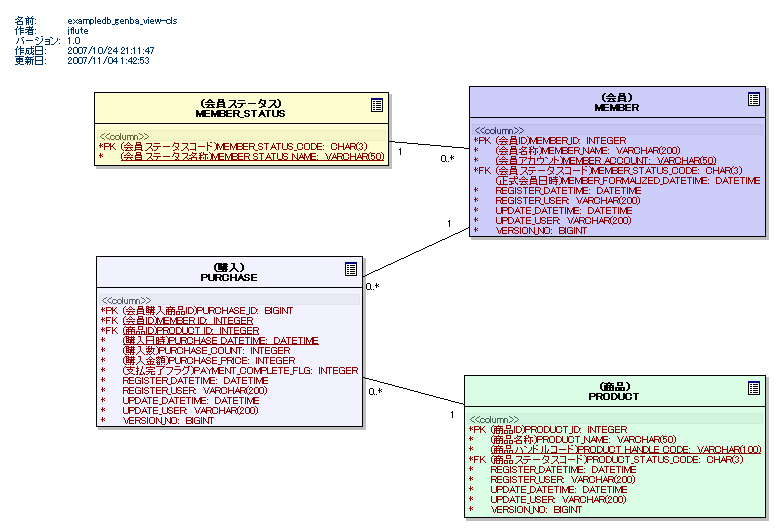 名前: exampledb_genba_view-cls
作者: jflute
バージョン: 1.0
作成日: 2007/10/24 21:11:47
更新日: 2007/11/04 1:42:53
(会員ステータス)
MEMBER_STATUS
<<column>>
*PK (会員ステータスコード)MEMBER_STATUS_CODE: CHAR(3)
* (会員ステータス名称)MEMBER_STATUS_NAME: VARCHAR(50)
1
0..*
(会員)
MEMBER
<<column>>
*PK (会員ID)MEMBER_ID: INTEGER
* (会員名称)MEMBER_NAME: VARCHAR(200)
* (会員アカウント)MEMBER_ACCOUNT: VARCHAR(50)
*FK (会員ステータスコード)MEMBER_STATUS_CODE: CHAR(3)
(正式会員日時)MEMBER_FORMALIZED_DATETIME: DATETIME
* REGISTER_DATETIME: DATETIME
* REGISTER_USER: VARCHAR(200)
* UPDATE_DATETIME: DATETIME
* UPDATE_USER: VARCHAR(200)
* VERSION_NO: BIGINT
1
0..*
(購入)
PURCHASE
<<column>>
*PK (会員購入商品ID)PURCHASE_ID: BIGINT
*FK (会員ID)MEMBER_ID: INTEGER
*FK (商品ID)PRODUCT_ID: INTEGER
* (購入日時)PURCHASE_DATETIME: DATETIME
* (購入数)PURCHASE_COUNT: INTEGER
* (購入金額)PURCHASE_PRICE: INTEGER
* (支払完了フラグ)PAYMENT_COMPLETE_FLG: INTEGER
* REGISTER_DATETIME: DATETIME
* REGISTER_USER: VARCHAR(200)
* UPDATE_DATETIME: DATETIME
* UPDATE_USER: VARCHAR(200)
* VERSION_NO: BIGINT
0..*
1
(商品)
PRODUCT
<<column>>
*PK (商品ID)PRODUCT_ID: INTEGER
* (商品名称)PRODUCT_NAME: VARCHAR(50)
* (商品ハンドルコード)PRODUCT_HANDLE_CODE: VARCHAR(100)
*FK (商品ステータスコード)PRODUCT_STATUS_CODE: CHAR(3)
* REGISTER_DATETIME: DATETIME
* REGISTER_USER: VARCHAR(200)
* UPDATE_DATETIME: DATETIME
* UPDATE_USER: VARCHAR(200)
* VERSION_NO: BIGINT